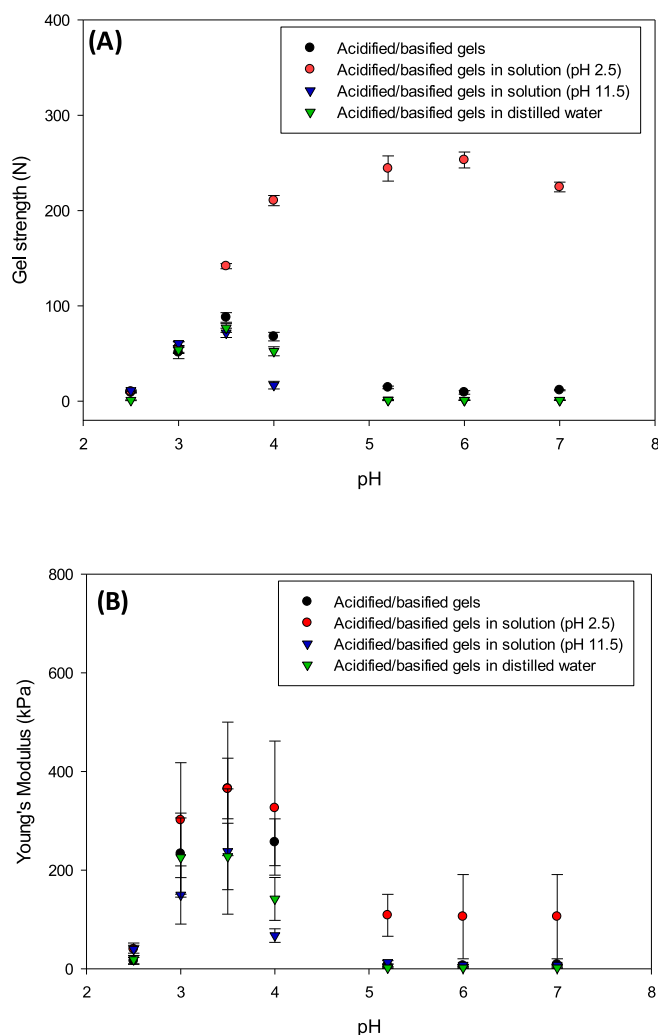 (A)
Acidified/basified gels
Acidified/basified gels in solution (pH 2.5)
Acidified/basified gels in solution (pH 11.5)
Acidified/basified gels in distilled water
Gel strength (N)
400
300
200
100
0
2 3 4 5 6 7 8
pH
(B)
Acidified/basified gels
Acidified/basified gels in solution (pH 2.5)
Acidified/basified gels in solution (pH 11.5)
Acidified/basified gels in distilled water
Young's Modulus (kPa)
800
600
400
200
0
2 3 4 5 6 7 8
pH